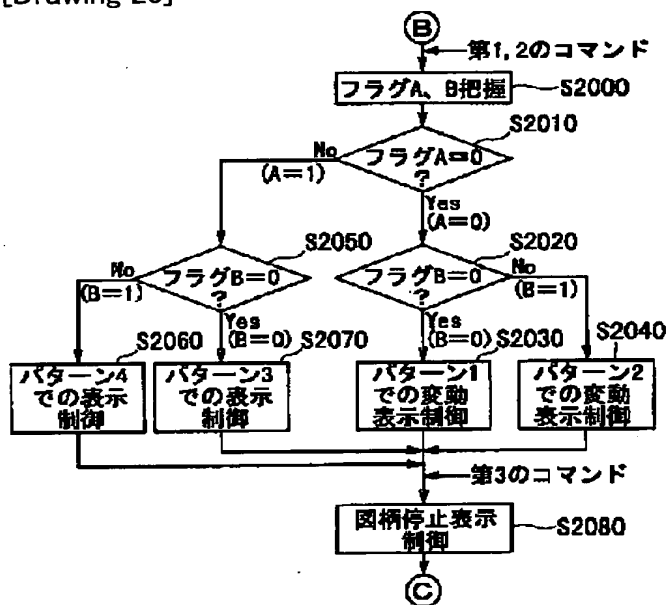 B
第1,2のコマンド
フラグA、B把握
S2000
S2010
フラグA=0
?
No
(A=1)
Yes
(A=0)
S2050
フラグB=0
?
No
(B=1)
Yes
(B=0)
S2020
フラグB=0
?
No
(B=1)
Yes
(B=0)
S2060
パターン4
での表示
制御
S2070
パターン3
での表示
制御
S2030
パターン1
での変動
表示制御
S2040
パターン2
での変動
表示制御
第3のコマンド
図柄停止表示
制御
S2080
C